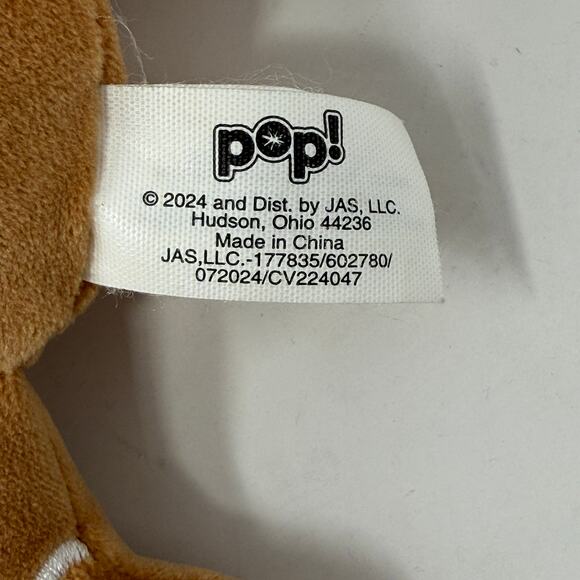 pop!
© 2024 and Dist. by JAS, LLC.
Hudson, Ohio 44236
Made in China
JAS,LLC.-177835/602780/
072024/CV224047